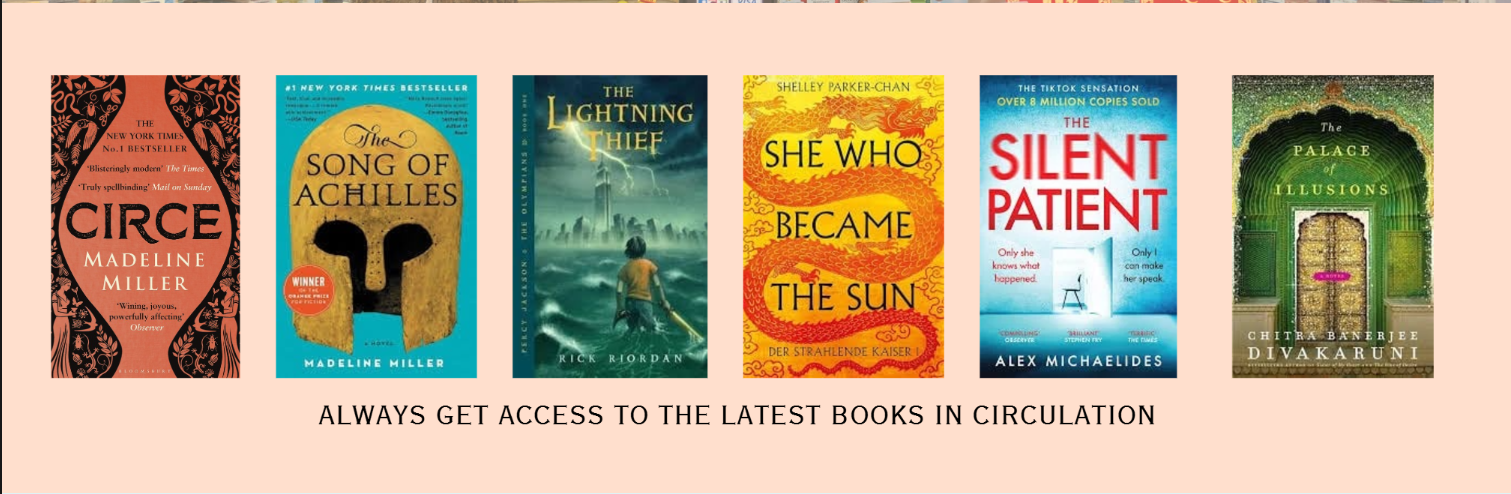 THE
NEW YORK TIMES
No.1 BESTSELLER
'Blisteringly modern' The Times
'Truly spellbinding' Mail on Sunday
CIRCE
MADELINE
MILLER
'Wining, joyous,
powerfully affecting'
Observer
BLOOMSBURY
#1 NEW YORK TIMES BESTSELLER
The
SONG OF
ACHILLES
WINNER
OF THE
ORANGE PRIZE
FOR FICTION
A NOVEL
MADELINE MILLER
PERCY JACKSON & THE OLYMPIANS BOOK ONE
THE
LIGHTNING
THIEF
RICK RIORDAN
SHELLEY PARKER-CHAN
SHE WHO
BECAME
THE SUN
DER STRAHLENDE KAISER I
THE TIKTOK SENSATION
OVER 8 MILLION COPIES SOLD
THE
SILENT
PATIENT
Only she
knows what
happened.
Only I
can make
her speak.
'COMPELLING'
OBSERVER
'BRILLIANT'
STEPHEN FRY
'TERRIFIC'
THE TIMES
ALEX MICHAELIDES
The
PALACE
of
ILLUSIONS
A NOVEL
CHITRA BANERJEE
DIVAKARUNI
ALWAYS GET ACCESS TO THE LATEST BOOKS IN CIRCULATION